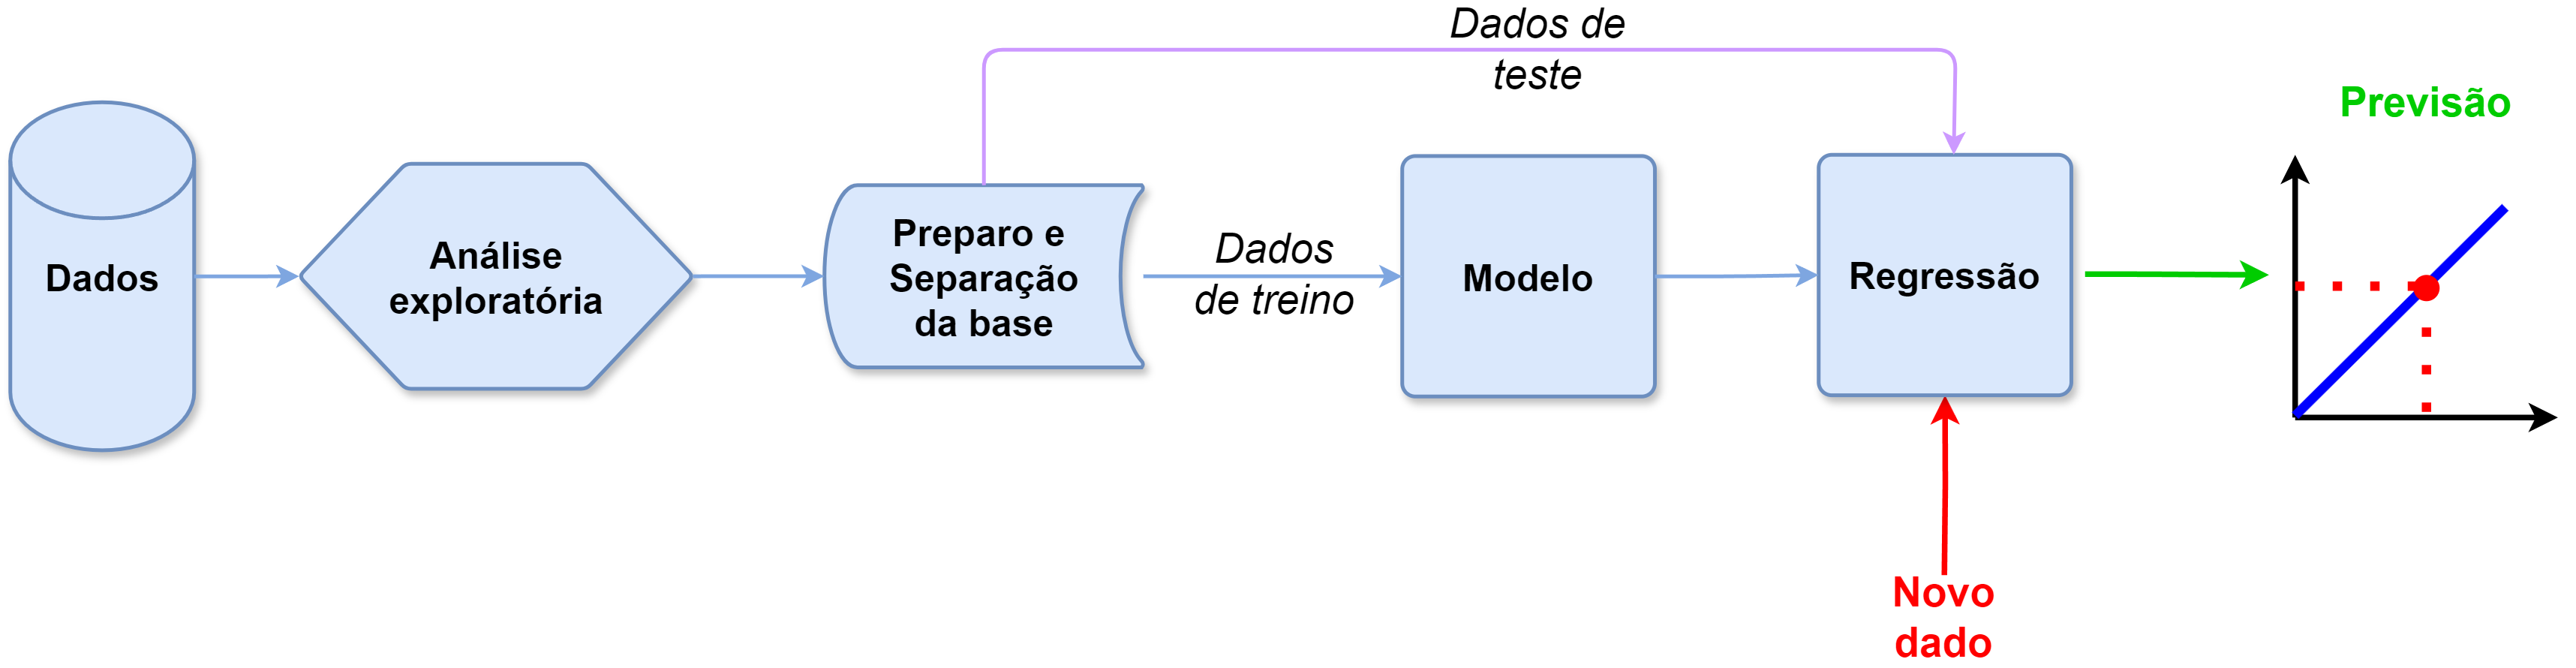 Dados de
teste
Dados
Análise
exploratória
Preparo e
Separação
da base
Dados
de treino
Modelo
Regressão
Previsão
Novo
dado